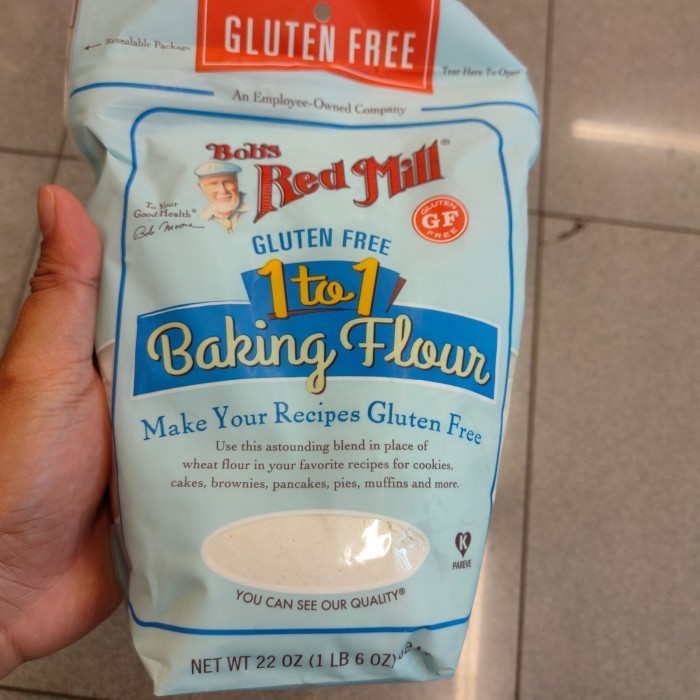 GLUTEN FREE
Resealable Package
Tear Here To Open
An Employee-Owned Company
Bob's
Red Mill®
To Your
Good Health®
Bob Moore
GLUTEN
GF
FREE
GLUTEN FREE
1 to 1
Baking Flour
Make Your Recipes Gluten Free
Use this astounding blend in place of
wheat flour in your favorite recipes for cookies,
cakes, brownies, pancakes, pies, muffins and more.
K
PAREVE
YOU CAN SEE OUR QUALITY®
NET WT 22 OZ (1 LB 6 OZ)